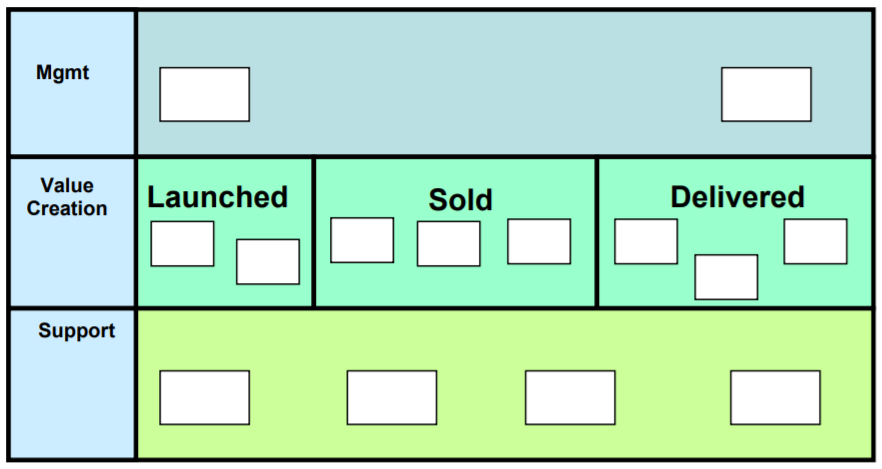 Mgmt
Value
Creation
Launched
Sold
Delivered
Support